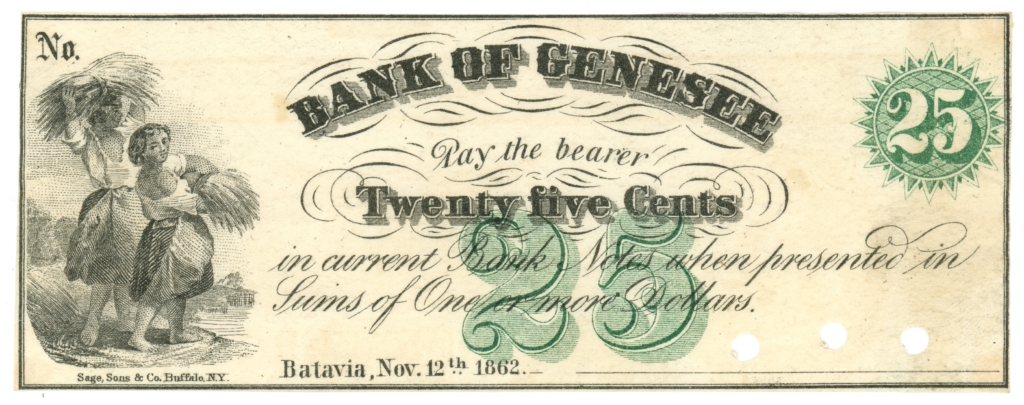 No.
BANK OF GENESEE
25
Pay the bearer
Twenty five Cents
in current Bank Notes when presented in
Sums of One or more Dollars.
25
Batavia, Nov. 12th 1862.
Sage, Sons & Co. Buffalo, N.Y.